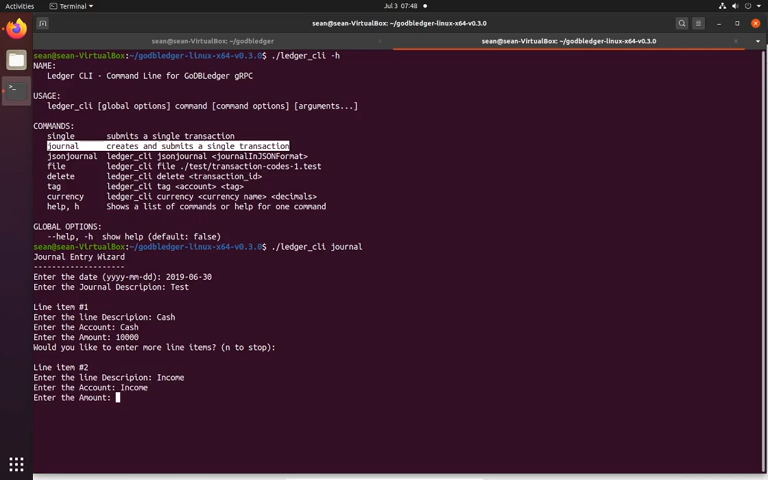 Activities
Terminal
Jul 3 07:48
sean@sean-VirtualBox: ~/godbledger-linux-x64-v0.3.0
sean@sean-VirtualBox: ~/godbledger
sean@sean-VirtualBox: ~/godbledger-linux-x64-v0.3.0
sean@sean-VirtualBox:~/godbledger-linux-x64-v0.3.0$ ./ledger_cli -h
NAME:
Ledger CLI - Command Line for GoDBLedger gRPC
USAGE:
ledger_cli [global options] command [command options] [arguments...]
COMMANDS:
single submits a single transaction
journal creates and submits a single transaction
jsonjournal ledger_cli jsonjournal <journalInJSONFormat>
file ledger_cli file ./test/transaction-codes-1.test
delete ledger_cli delete <transaction_id>
tag ledger_cli tag <account> <tag>
currency ledger_cli currency <currency name> <decimals>
help, h Shows a list of commands or help for one command
GLOBAL OPTIONS:
--help, -h show help (default: false)
sean@sean-VirtualBox:~/godbledger-linux-x64-v0.3.0$ ./ledger_cli journal
Journal Entry Wizard
--------------------
Enter the date (yyyy-mm-dd): 2019-06-30
Enter the Journal Descripion: Test
Line item #1
Enter the line Descripion: Cash
Enter the Account: Cash
Enter the Amount: 10000
Would you like to enter more line items? (n to stop):
Line item #2
Enter the line Descripion: Income
Enter the Account: Income
Enter the Amount: